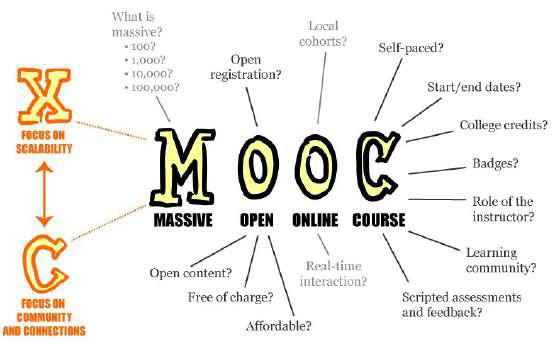 What is
massive?
• 100?
• 1,000?
• 10,000?
• 100,000?
Open
registration?
Local
cohorts?
Self-paced?
Start/end dates?
College credits?
Badges?
Role of the
instructor?
Learning
community?
Scripted assessments
and feedback?
X
FOCUS ON
SCALABILITY
C
FOCUS ON
COMMUNITY
AND CONNECTIONS
MOOC
MASSIVE OPEN ONLINE COURSE
Open content?
Free of charge?
Affordable?
Real-time
interaction?